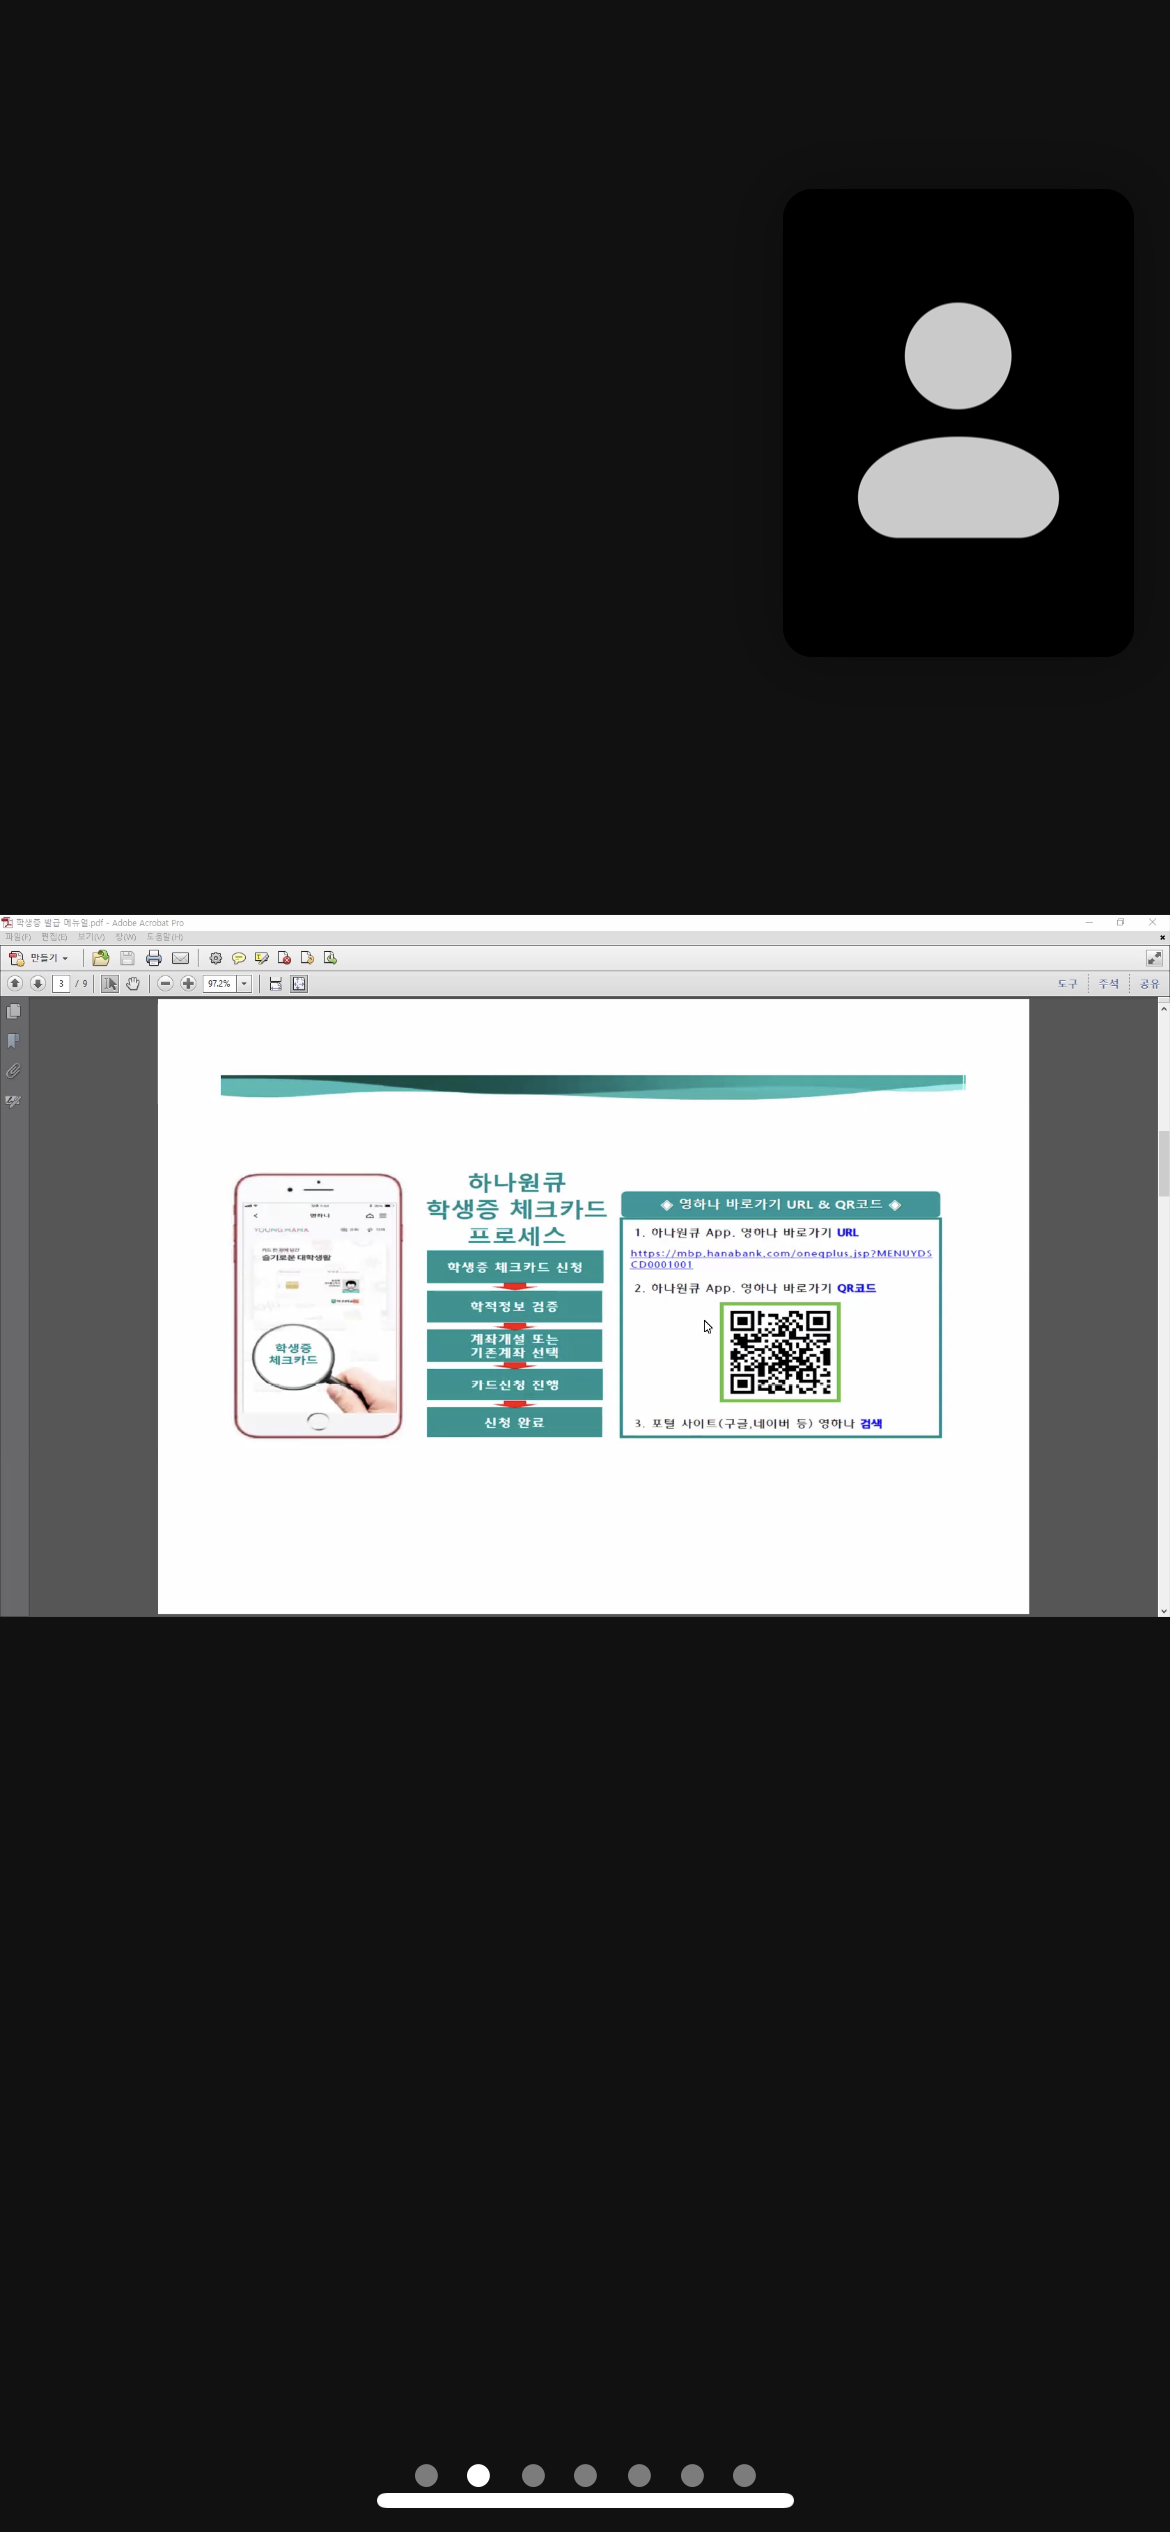 학생증 발급 메뉴얼.pdf - Adobe Acrobat Pro
파일(F) 편집(E) 보기(V) 창(W) 도움말(H)
만들기
3 / 9
97.2%
도구 주석 공유
하나원큐
학생증 체크카드
프로세스
학생증 체크카드 신청
학적정보 검증
계좌개설 또는
기존계좌 선택
카드신청 진행
신청 완료
영하나
슬기로운 대학생활
학생증
체크카드
◈ 영하나 바로가기 URL & QR코드 ◈
1. 하나원큐 App. 영하나 바로가기 URL
https://mbp.hanabank.com/oneqplus.jsp?MENUYDS
CD0001001
2. 하나원큐 App. 영하나 바로가기 QR코드
3. 포털 사이트(구글,네이버 등) 영하나 검색